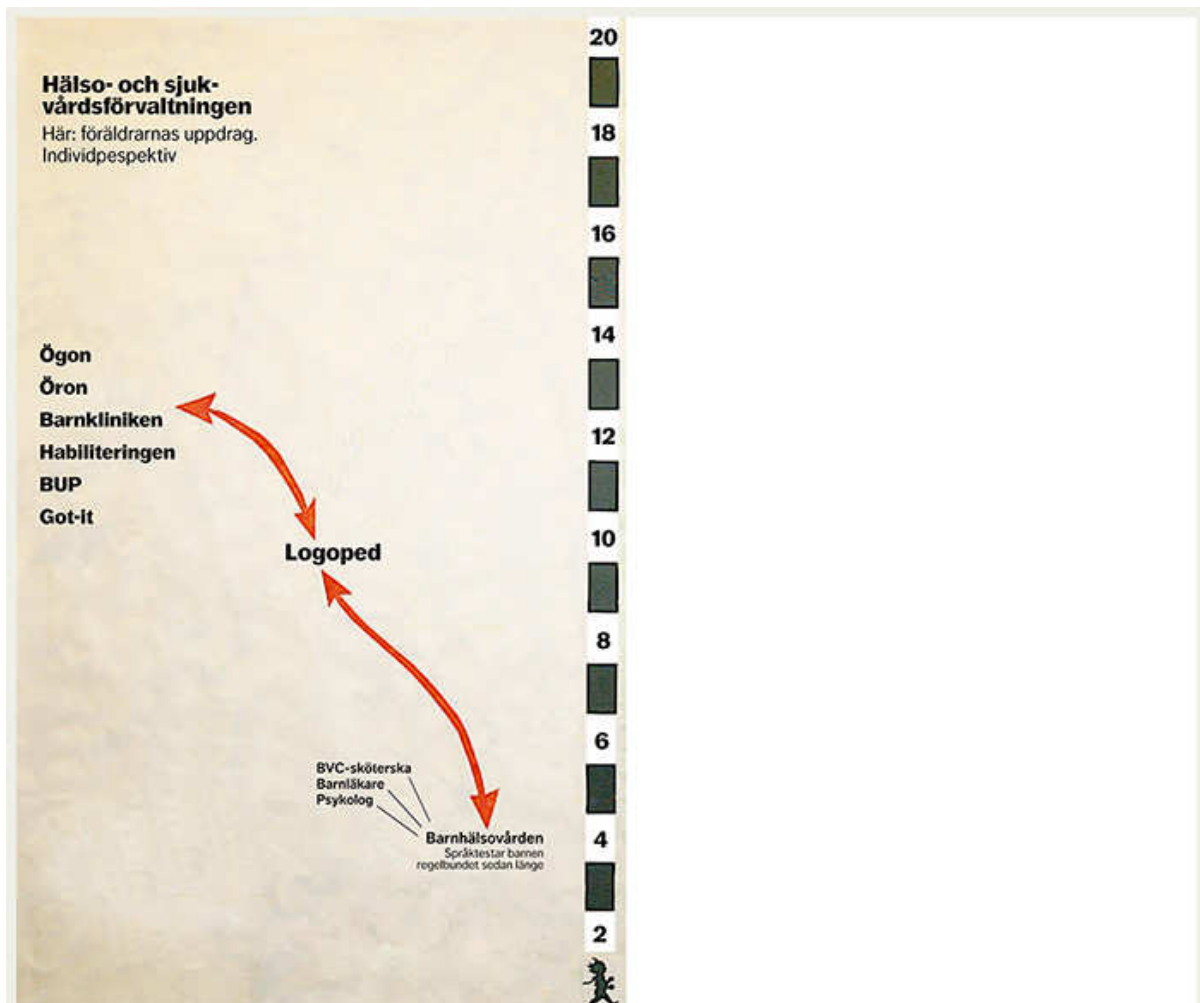 Hälso- och sjuk-
vårdsförvaltningen
Här: föräldrarnas uppdrag.
Individpespektiv
Ögon
Öron
Barnkliniken
Habiliteringen
BUP
Got-it
Logoped
BVC-sköterska
Barnläkare
Psykolog
Barnhälsovården
Språktestar barnen
regelbundet sedan länge
20
18
16
14
12
10
8
6
4
2